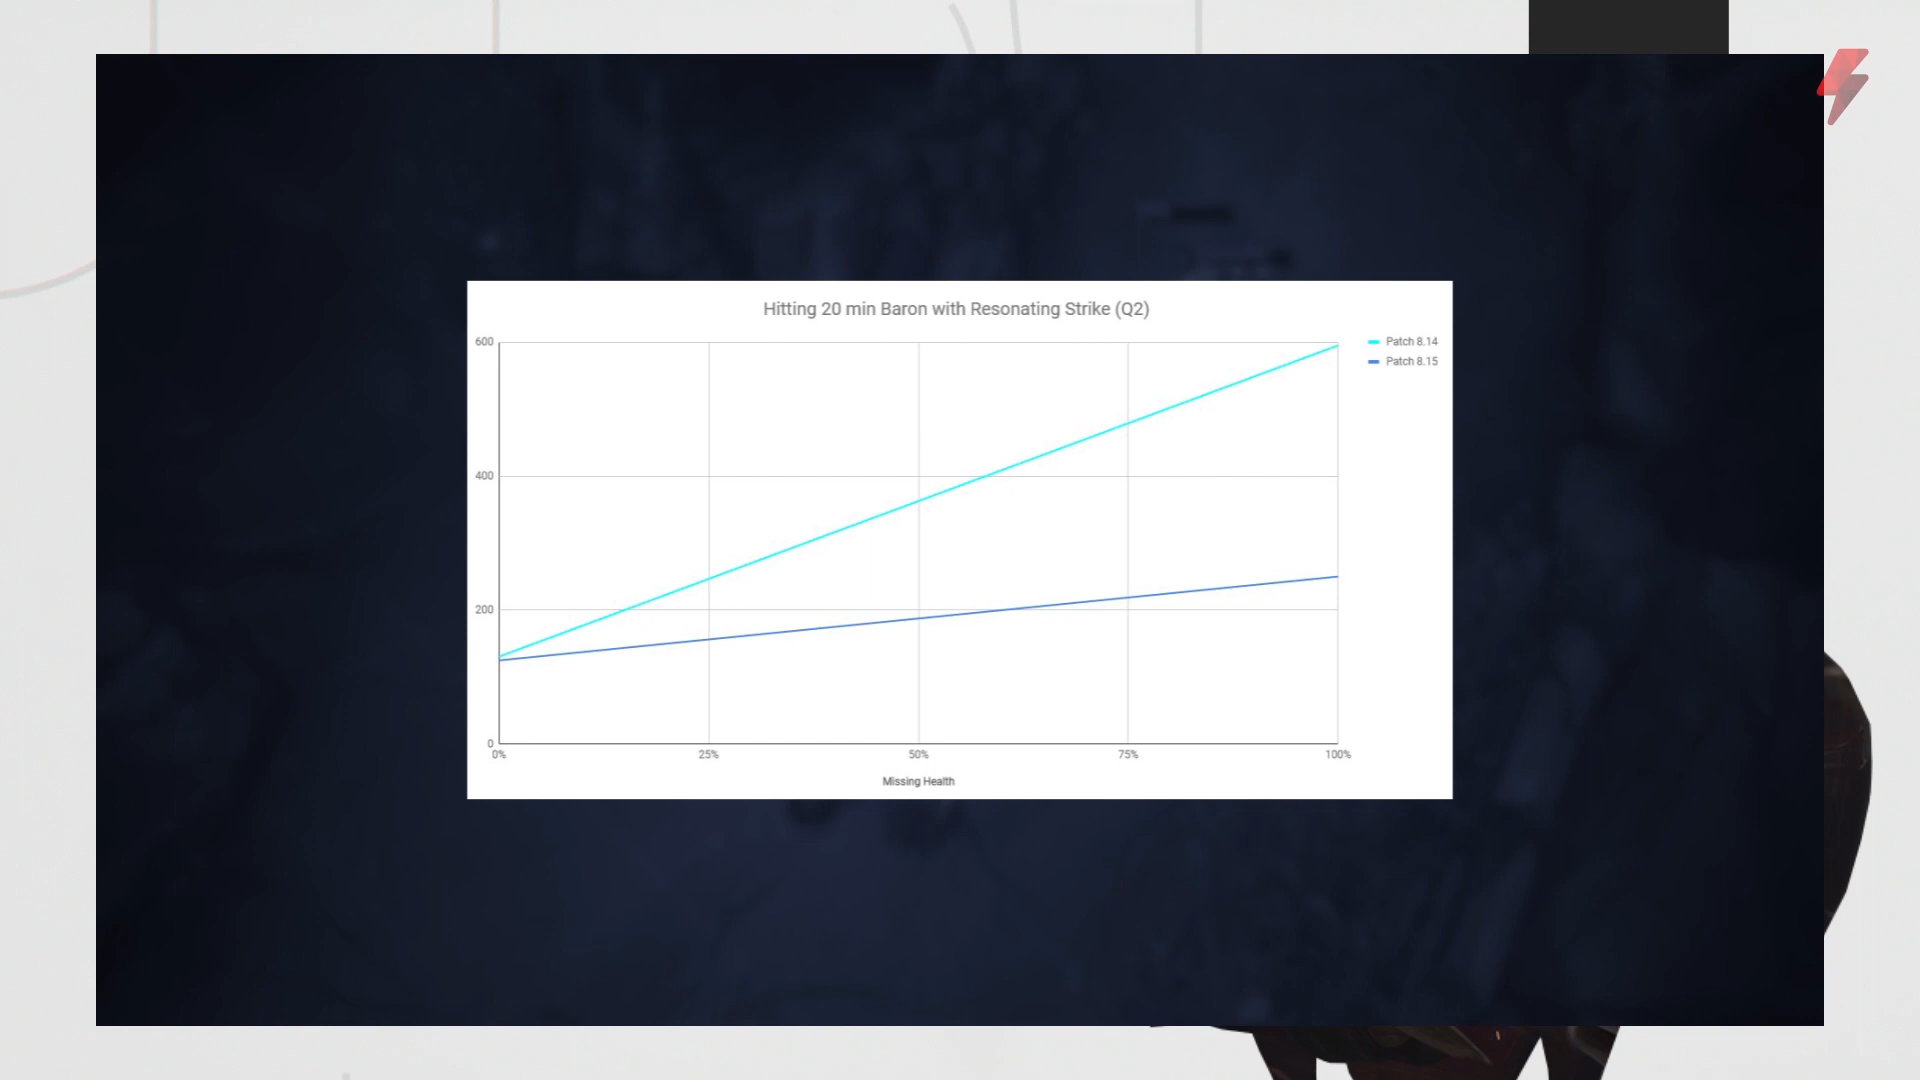 Hitting 20 min Baron with Resonating Strike (Q2)
Patch 8.14
Patch 8.15
600
400
200
0
0% 25% 50% 75% 100%
Missing Health